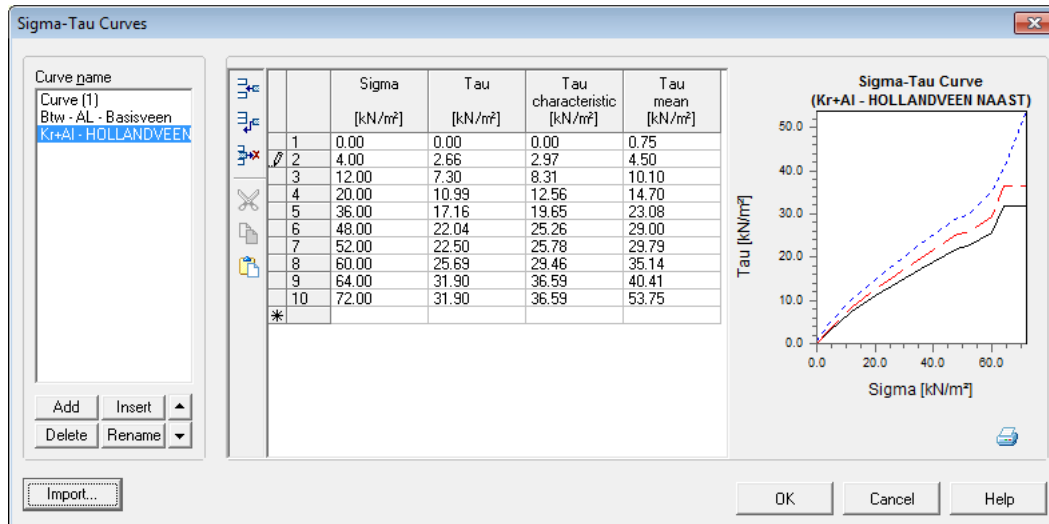 Sigma-Tau Curves
Curve name
Curve (1)
Btw - AL - Basisveen
Kr+Al - HOLLANDVEEN
Add Insert
Delete Rename
Import...
Sigma Tau Tau Tau
characteristic mean
[kN/m²] [kN/m²] [kN/m²] [kN/m²]
1 0.00 0.00 0.00 0.75
2 4.00 2.66 2.97 4.50
3 12.00 7.30 8.31 10.10
4 20.00 10.99 12.56 14.70
5 36.00 17.16 19.65 23.08
6 48.00 22.04 25.26 29.00
7 52.00 22.50 25.78 29.79
8 60.00 25.69 29.46 35.14
9 64.00 31.90 36.59 40.41
10 72.00 31.90 36.59 53.75
*
Sigma-Tau Curve
(Kr+Al - HOLLANDVEEN NAAST)
50.0
40.0
30.0
20.0
10.0
0.0
Tau [kN/m²]
0.0 20.0 40.0 60.0
Sigma [kN/m²]
OK Cancel Help